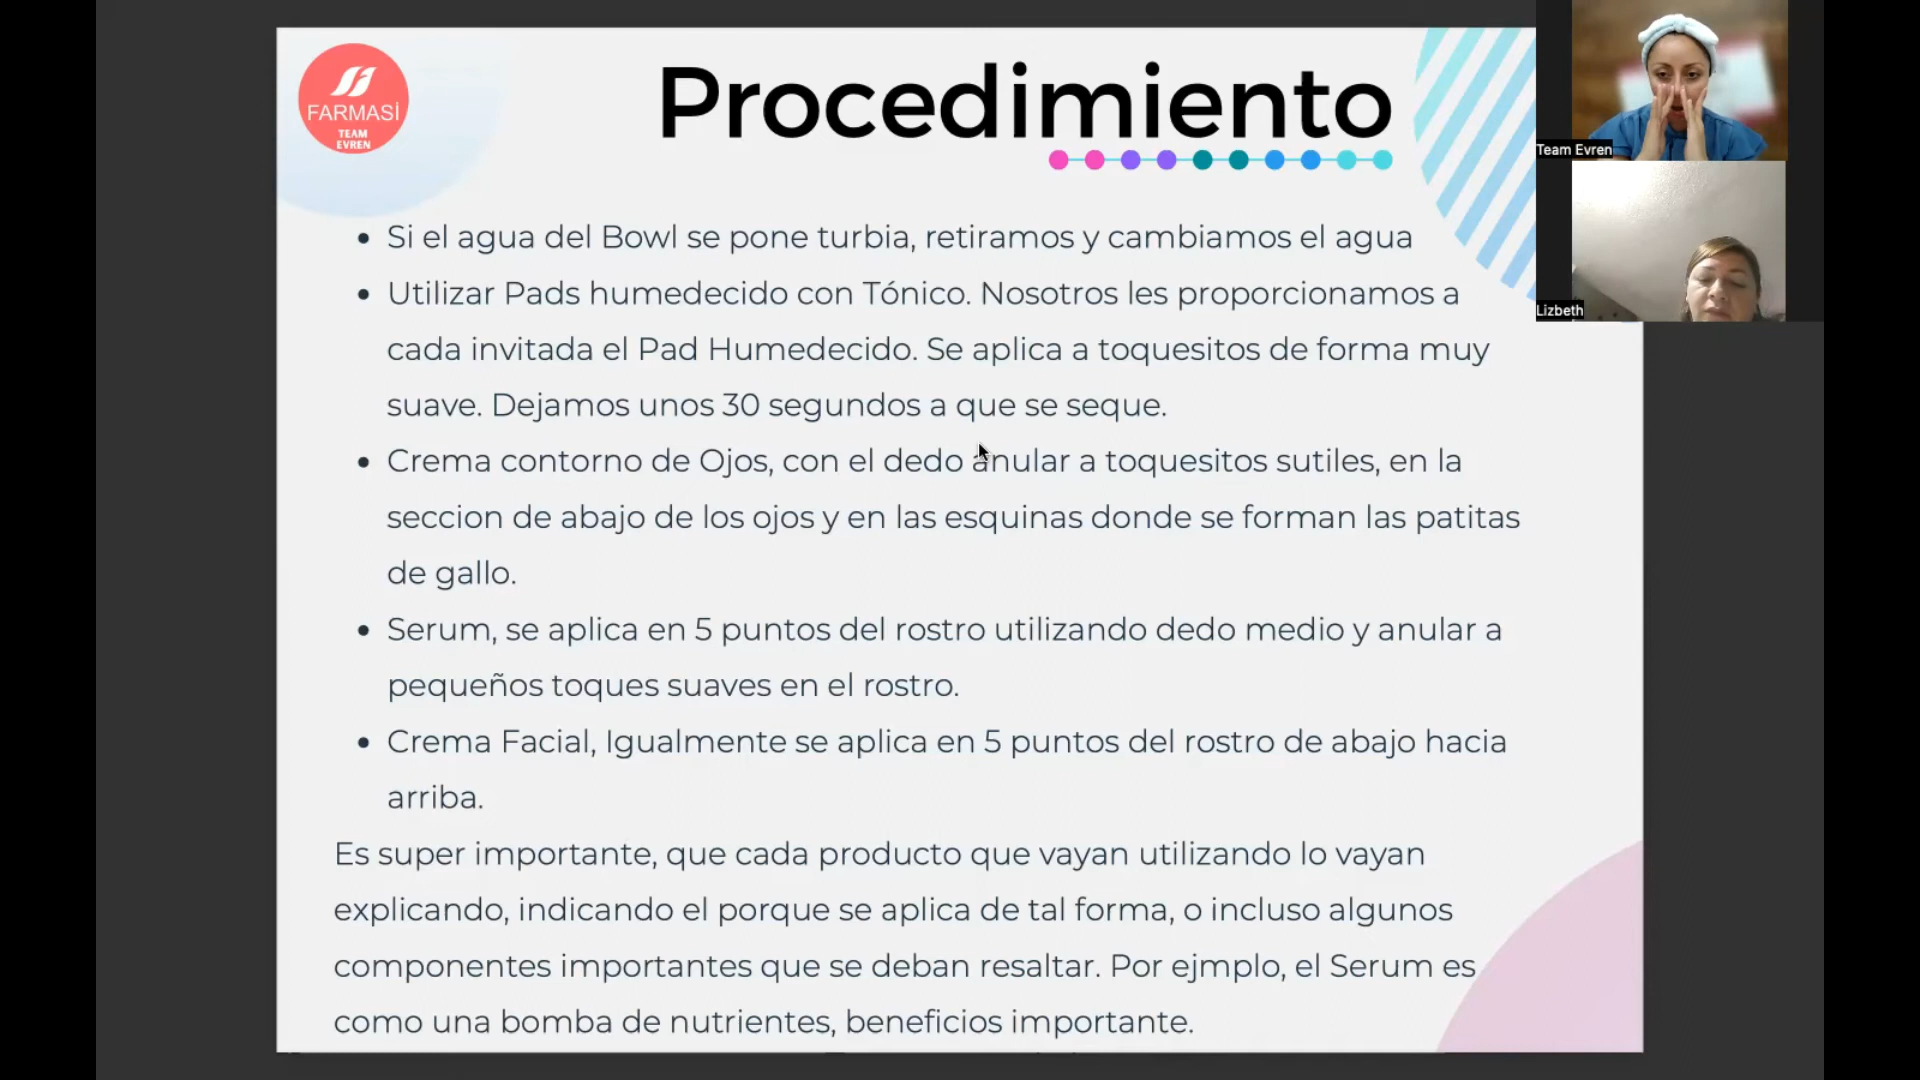 FARMASİ
TEAM
EVREN
Procedimiento
Team Evren
Lizbeth
• Si el agua del Bowl se pone turbia, retiramos y cambiamos el agua
• Utilizar Pads humedecido con Tónico. Nosotros les proporcionamos a
cada invitada el Pad Humedecido. Se aplica a toquesitos de forma muy
suave. Dejamos unos 30 segundos a que se seque.
• Crema contorno de Ojos, con el dedo anular a toquesitos sutiles, en la
seccion de abajo de los ojos y en las esquinas donde se forman las patitas
de gallo.
• Serum, se aplica en 5 puntos del rostro utilizando dedo medio y anular a
pequeños toques suaves en el rostro.
• Crema Facial, Igualmente se aplica en 5 puntos del rostro de abajo hacia
arriba.
Es super importante, que cada producto que vayan utilizando lo vayan
explicando, indicando el porque se aplica de tal forma, o incluso algunos
componentes importantes que se deban resaltar. Por ejmplo, el Serum es
como una bomba de nutrientes, beneficios importante.